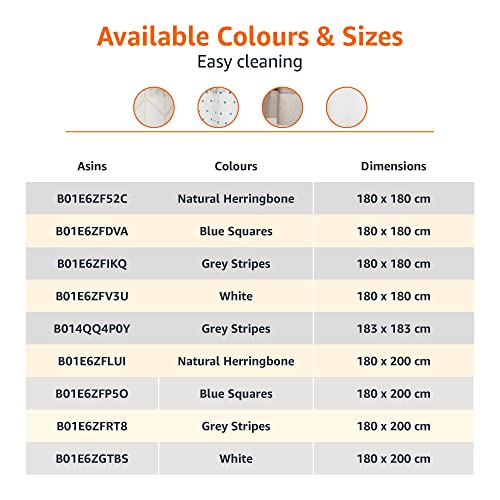 Available Colours & Sizes
Easy cleaning
Asins Colours Dimensions
B01E6ZF52C Natural Herringbone 180 x 180 cm
B01E6ZFDVA Blue Squares 180 x 180 cm
B01E6ZFIKQ Grey Stripes 180 x 180 cm
B01E6ZFV3U White 180 x 180 cm
B014QQ4P0Y Grey Stripes 183 x 183 cm
B01E6ZFLUI Natural Herringbone 180 x 200 cm
B01E6ZFP5O Blue Squares 180 x 200 cm
B01E6ZFRT8 Grey Stripes 180 x 200 cm
B01E6ZGTBS White 180 x 200 cm